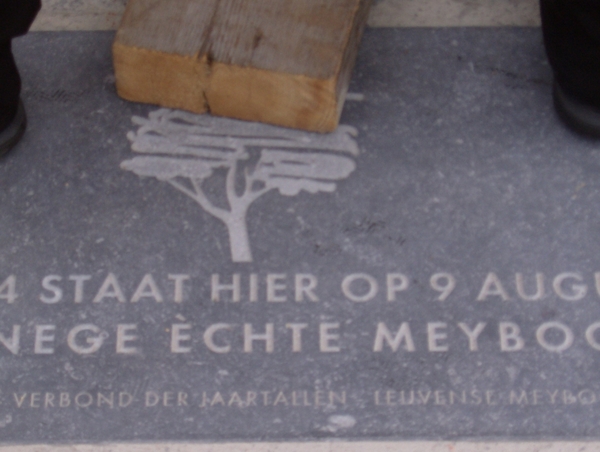 4 STAAT HIER OP 9 AUGU
NEGE ÈCHTE MEYBOO
VERBOND DER JAARTALLEN LEUVENSE MEYBO